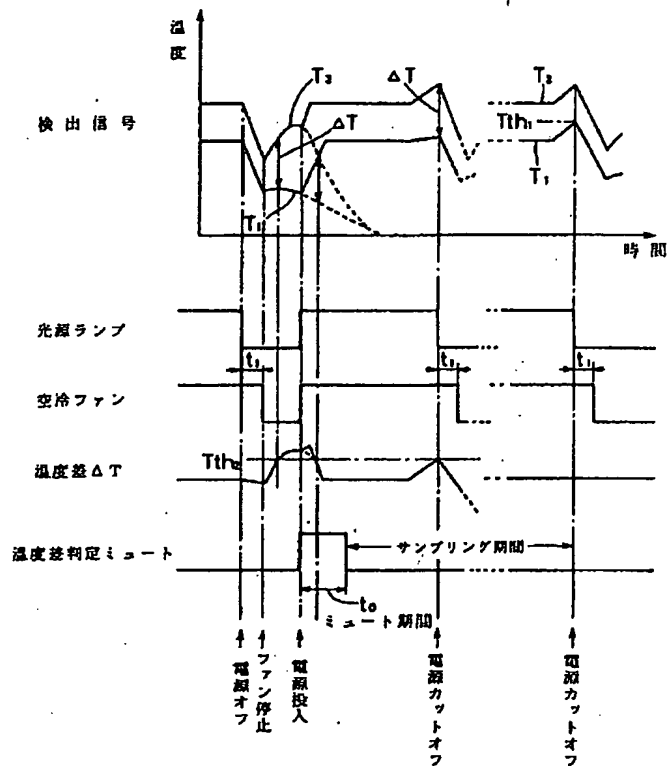 温度
T₂
ΔT
ΔT
T₂
検出信号
Tth₁
T₁
T₁
時間
光源ランプ
t₁
t₁
t₁
空冷ファン
Tth₂
温度差ΔT
サンプリング期間
温度差判定ミュート
t₀
ミュート期間
電源オフ
ファン停止
電源投入
電源カットオフ
電源カットオフ